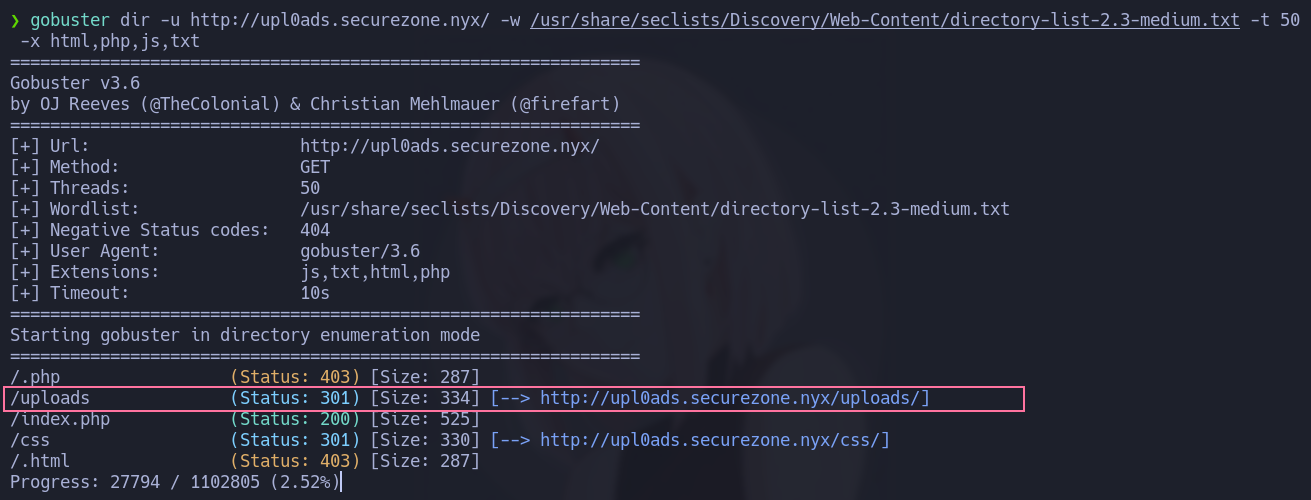 ❯ gobuster dir -u http://upl0ads.securezone.nyx/ -w /usr/share/seclists/Discovery/Web-Content/directory-list-2.3-medium.txt -t 50
-x html,php,js,txt
===============================================================
Gobuster v3.6
by OJ Reeves (@TheColonial) & Christian Mehlmauer (@firefart)
===============================================================
[+] Url:                     http://upl0ads.securezone.nyx/
[+] Method:                  GET
[+] Threads:                 50
[+] Wordlist:                /usr/share/seclists/Discovery/Web-Content/directory-list-2.3-medium.txt
[+] Negative Status codes:   404
[+] User Agent:              gobuster/3.6
[+] Extensions:              js,txt,html,php
[+] Timeout:                 10s
===============================================================
Starting gobuster in directory enumeration mode
===============================================================
/.php                 (Status: 403) [Size: 287]
/uploads              (Status: 301) [Size: 334] [--> http://upl0ads.securezone.nyx/uploads/]
/index.php            (Status: 200) [Size: 525]
/css                  (Status: 301) [Size: 330] [--> http://upl0ads.securezone.nyx/css/]
/.html                (Status: 403) [Size: 287]
Progress: 27794 / 1102805 (2.52%)